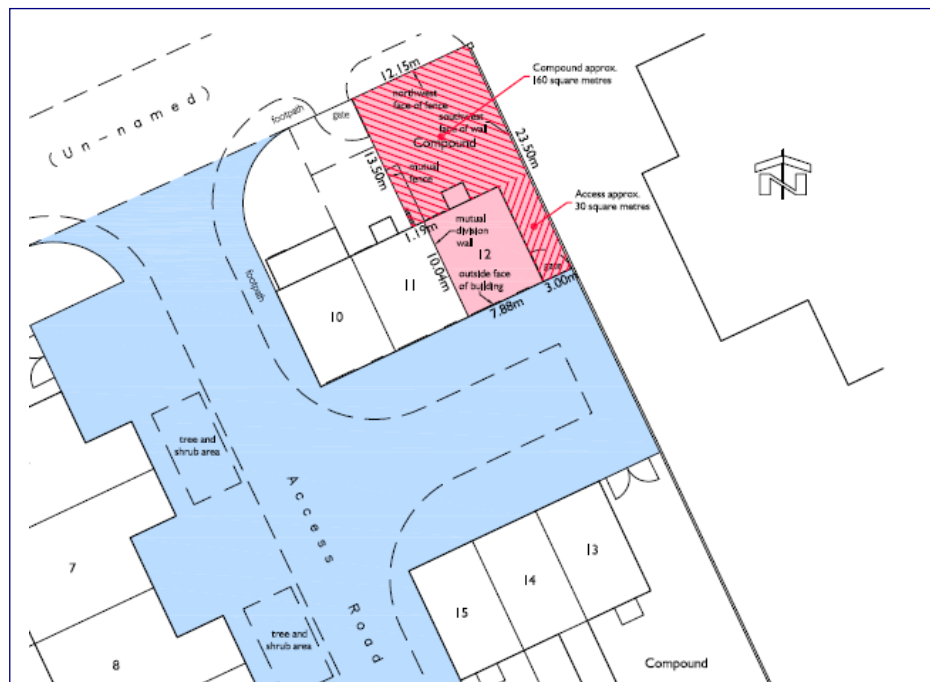 (Un-named)
footpath
gate
12.15m
northwest
face of fence
Compound approx.
160 square metres
southwest
face of wall
Compound
23.50m
13.50m
mutual
fence
Access approx.
30 square metres
N
1.19m
mutual
division
wall
10.04m
12
gate
outside face
of building
3.00m
7.88m
footpath
11
10
tree and
shrub area
Access Road
13
14
15
7
8
tree and
shrub area
Compound